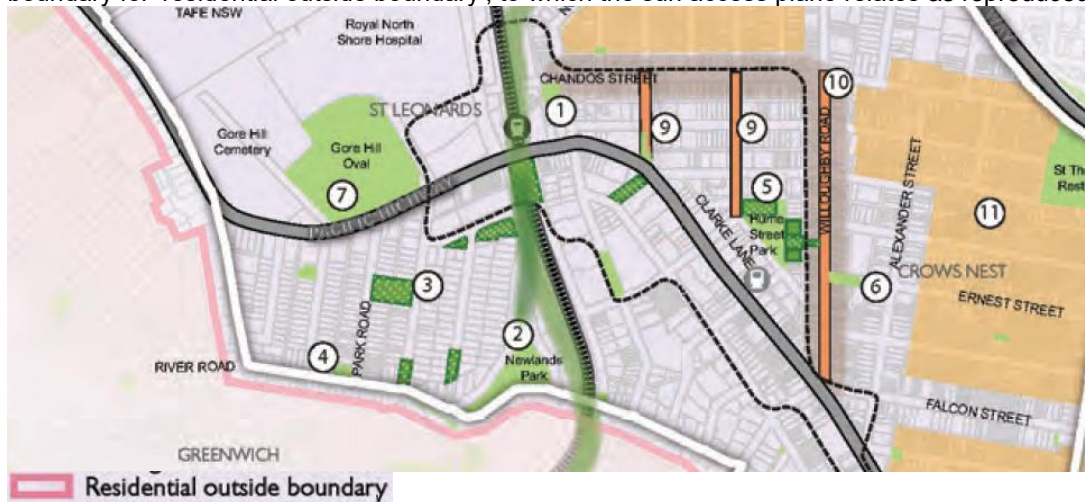 boundary for 'residential outside boundary', to which the sun access plane relates as reproduced
TAFE NSW
Royal North
Shore Hospital
CHANDOS STREET
10
ST LEONARDS
1
9
9
Gore Hill
Cemetery
Gore Hill
Oval
7
PACIFIC HIGHWAY
5
WILLOUGHBY ROAD
ALEXANDER STREET
St Tho
Rest
Hume
Street
Park
CLARKE LANE
11
3
6
CROWS NEST
ERNEST STREET
PARK ROAD
2
4
Newlands
Park
RIVER ROAD
FALCON STREET
GREENWICH
Residential outside boundary